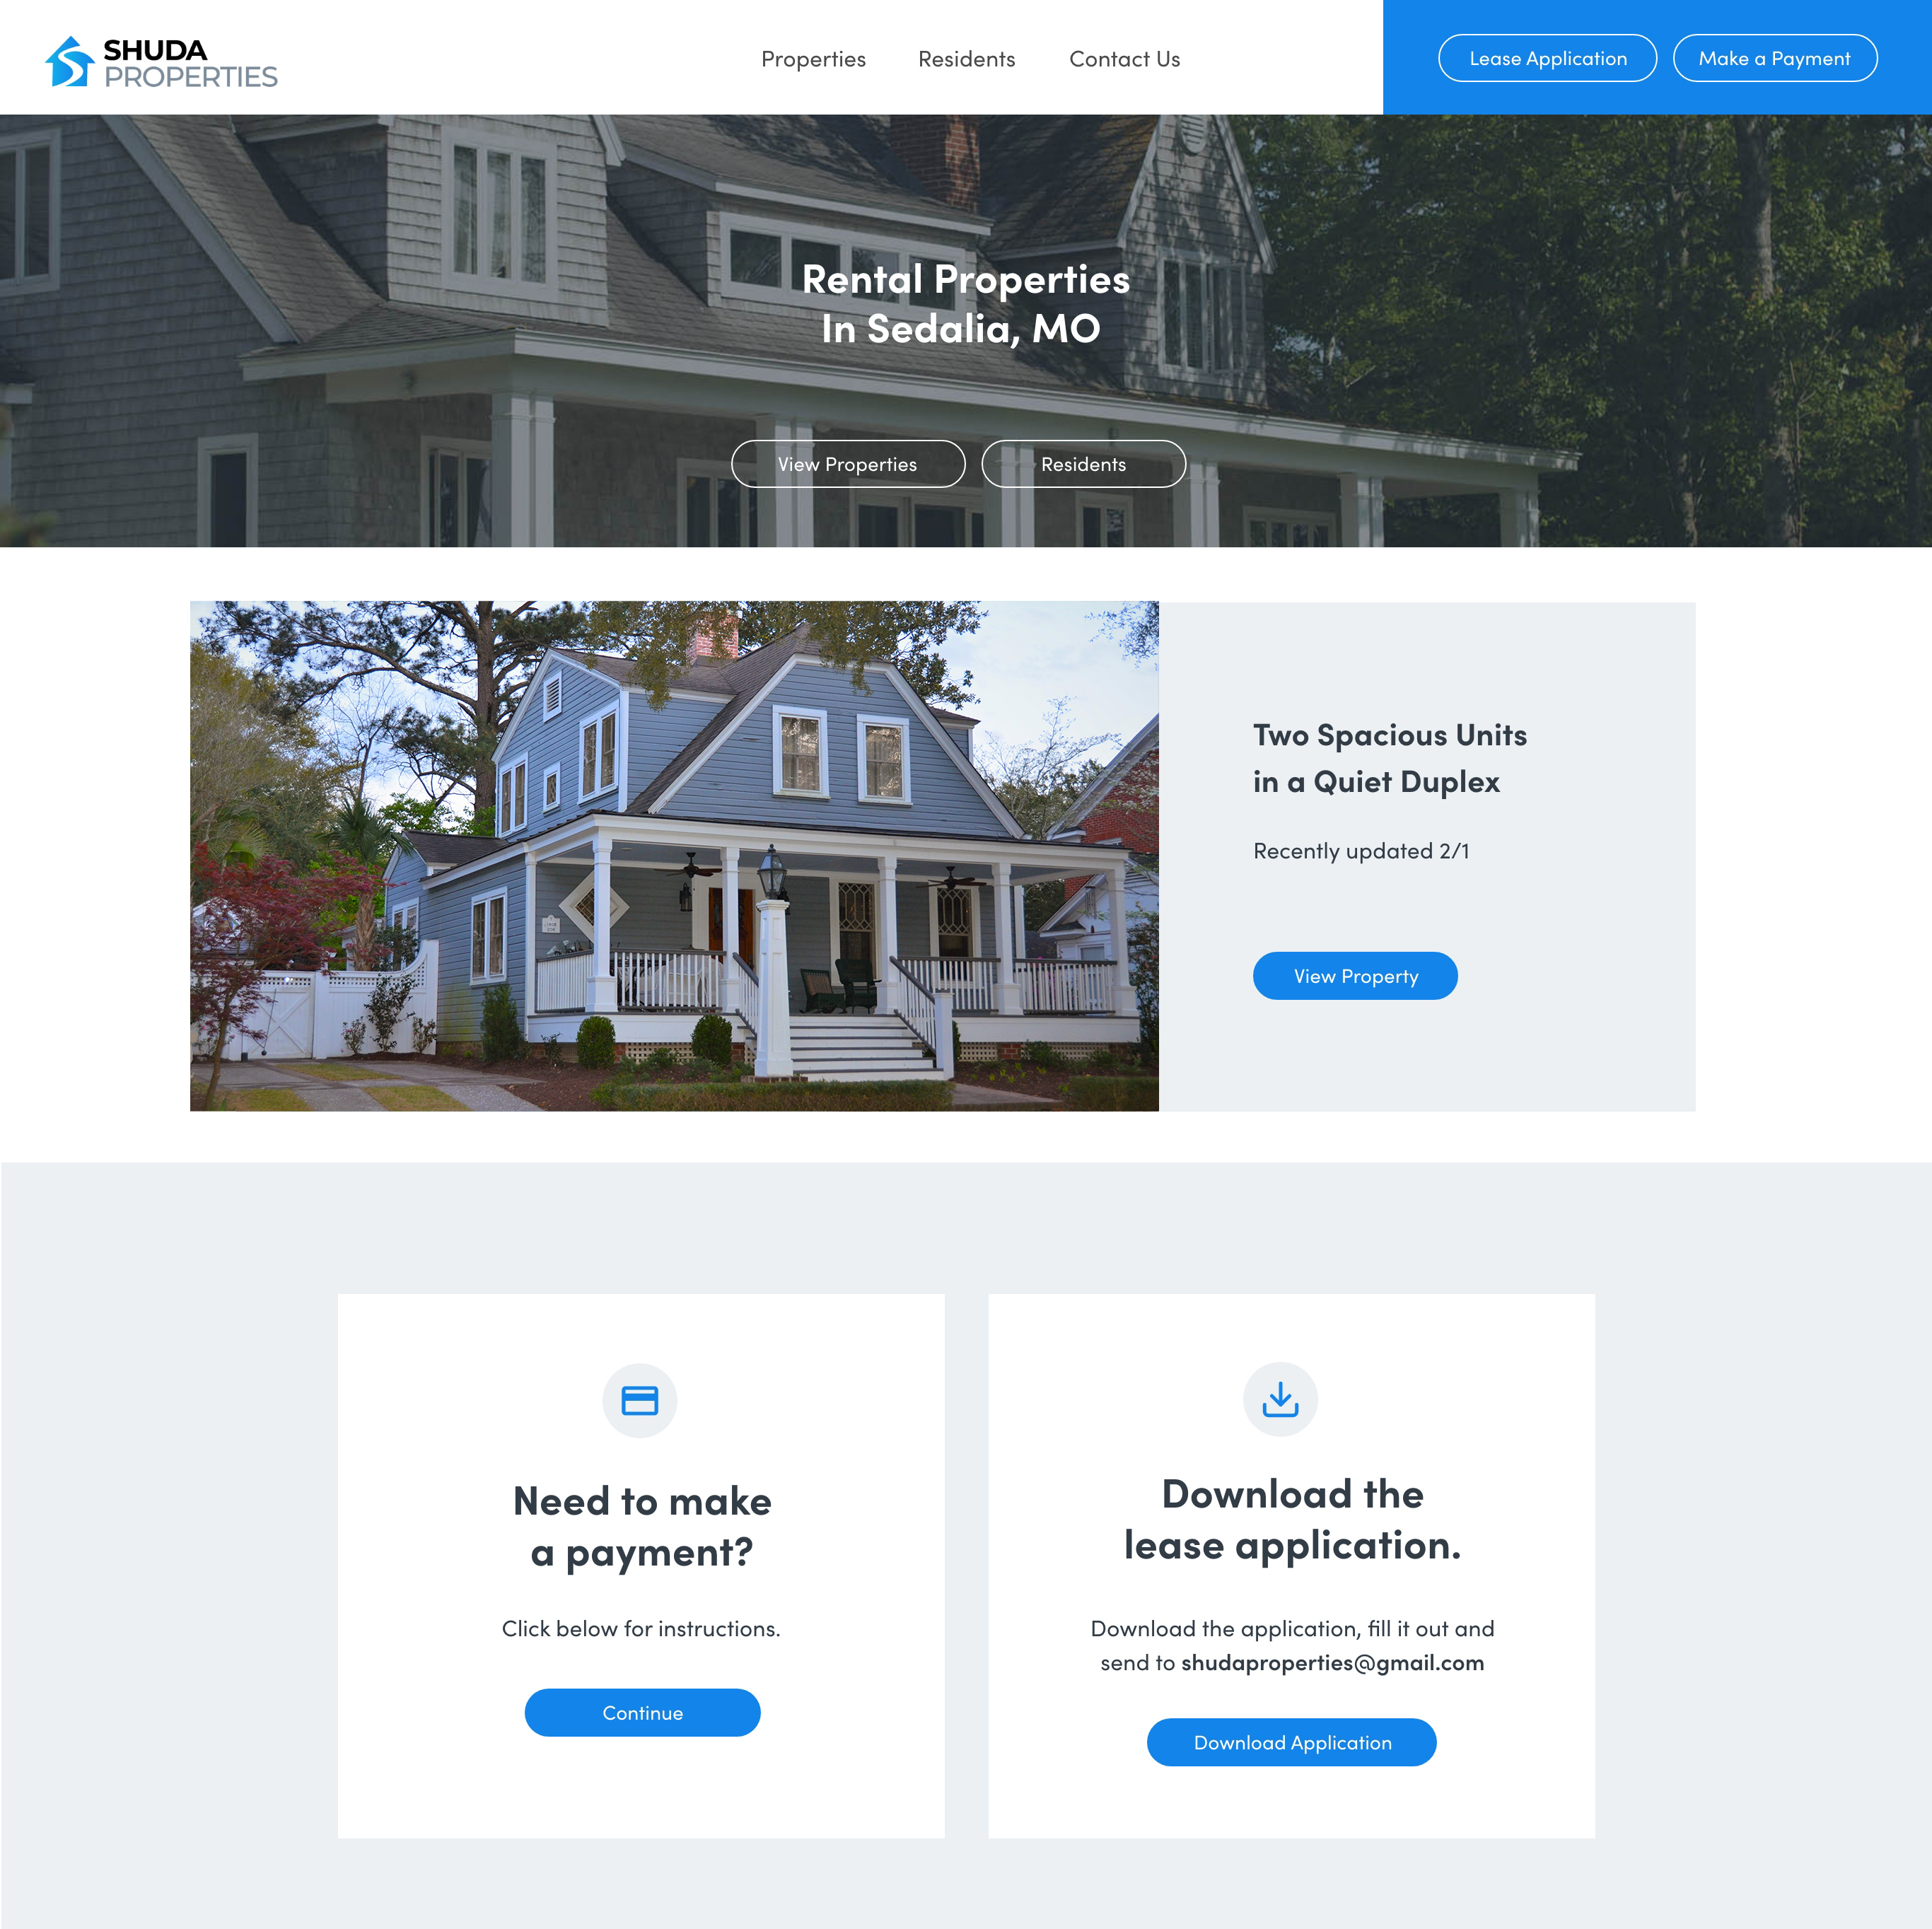 SHUDA
PROPERTIES
Properties
Residents
Contact Us
Lease Application
Make a Payment
Rental Properties
In Sedalia, MO
View Properties
Residents
Two Spacious Units
in a Quiet Duplex
Recently updated 2/1
View Property
Need to make
a payment?
Click below for instructions.
Continue
Download the
lease application.
Download the application, fill it out and
send to shudaproperties@gmail.com
Download Application